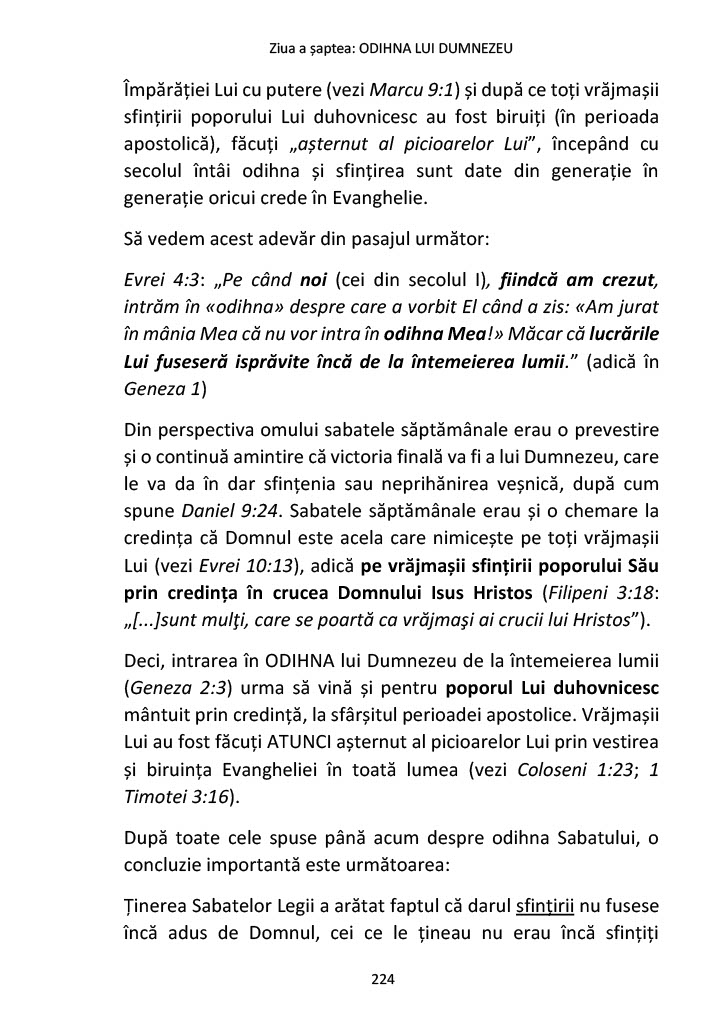 Ziua a șaptea: ODIHNA LUI DUMNEZEU
Împărăției Lui cu putere (vezi Marcu 9:1) și după ce toți vrăjmașii
sfințirii poporului Lui duhovnicesc au fost biruiți (în perioada
apostolică), făcuți „așternut al picioarelor Lui”, începând cu
secolul întâi odihna și sfințirea sunt date din generație în
generație oricui crede în Evanghelie.
Să vedem acest adevăr din pasajul următor:
Evrei 4:3: „Pe când noi (cei din secolul I), fiindcă am crezut,
intrăm în «odihna» despre care a vorbit El când a zis: «Am jurat
în mânia Mea că nu vor intra în odihna Mea!» Măcar că lucrările
Lui fuseseră isprăvite încă de la întemeierea lumii.” (adică în
Geneza 1)
Din perspectiva omului sabatele săptămânale erau o prevestire
și o continuă amintire că victoria finală va fi a lui Dumnezeu, care
le va da în dar sfințenia sau neprihănirea veșnică, după cum
spune Daniel 9:24. Sabatele săptămânale erau și o chemare la
credința că Domnul este acela care nimicește pe toți vrăjmașii
Lui (vezi Evrei 10:13), adică pe vrăjmașii sfințirii poporului Său
prin credința în crucea Domnului Isus Hristos (Filipeni 3:18:
„[...]sunt mulţi, care se poartă ca vrăjmaşi ai crucii lui Hristos”).
Deci, intrarea în ODIHNA lui Dumnezeu de la întemeierea lumii
(Geneza 2:3) urma să vină și pentru poporul Lui duhovnicesc
mântuit prin credință, la sfârșitul perioadei apostolice. Vrăjmașii
Lui au fost făcuți ATUNCI așternut al picioarelor Lui prin vestirea
și biruința Evangheliei în toată lumea (vezi Coloseni 1:23; 1
Timotei 3:16).
După toate cele spuse până acum despre odihna Sabatului, o
concluzie importantă este următoarea:
Ținerea Sabatelor Legii a arătat faptul că darul sfințirii nu fusese
încă adus de Domnul, cei ce le țineau nu erau încă sfințiți
224